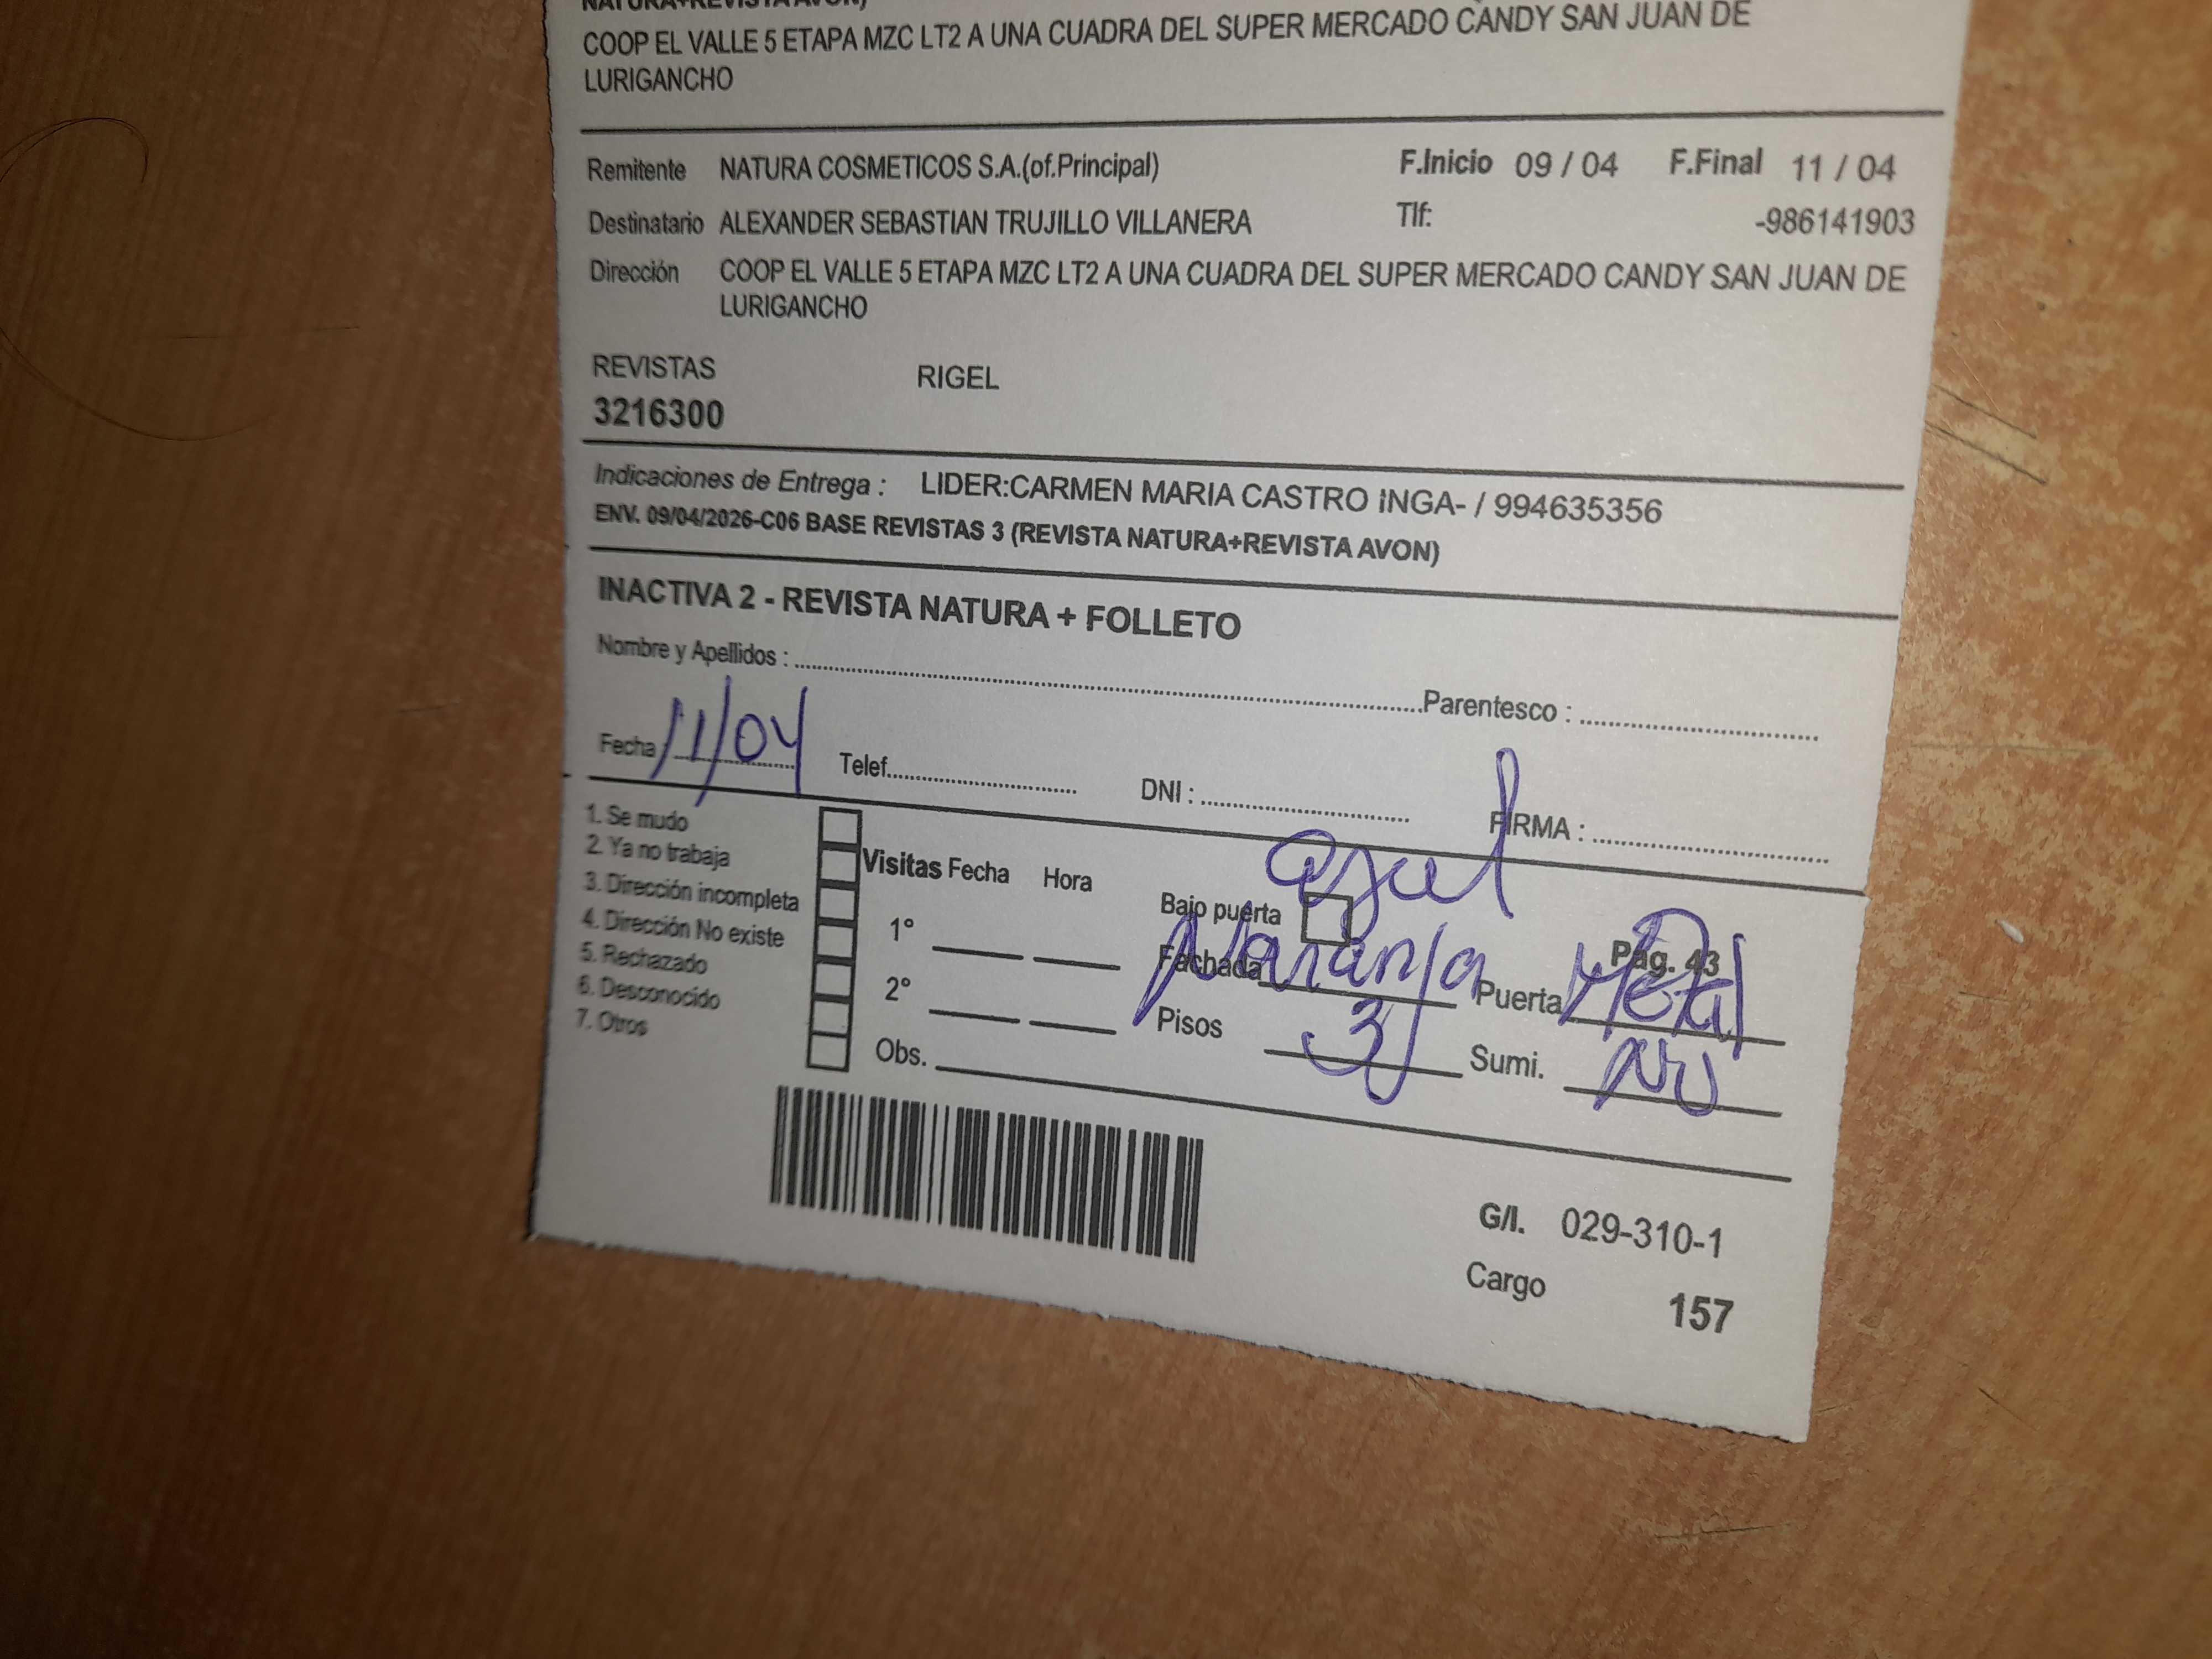 NATURA+REVISTA AVON)
COOP EL VALLE 5 ETAPA MZC LT2 A UNA CUADRA DEL SUPER MERCADO CANDY SAN JUAN DE
LURIGANCHO
Remitente NATURA COSMETICOS S.A.(of.Principal) F.Inicio 09 / 04 F.Final 11 / 04
Destinatario ALEXANDER SEBASTIAN TRUJILLO VILLANERA Tlf: -986141903
Dirección COOP EL VALLE 5 ETAPA MZC LT2 A UNA CUADRA DEL SUPER MERCADO CANDY SAN JUAN DE
LURIGANCHO
REVISTAS RIGEL
3216300
Indicaciones de Entrega : LIDER:CARMEN MARIA CASTRO INGA- / 994635356
ENV. 09/04/2026-C06 BASE REVISTAS 3 (REVISTA NATURA+REVISTA AVON)
INACTIVA 2 - REVISTA NATURA + FOLLETO
Nombre y Apellidos : Parentesco :
Fecha 11/04 Telef. DNI : FIRMA :
1. Se mudo
2. Ya no trabaja
3. Dirección incompleta
4. Dirección No existe
5. Rechazado
6. Desconocido
7. Otros
Visitas Fecha Hora
1°
2°
Obs.
azul
Bajo puerta Pág. 43
Fachada Naranja Puerta Metal
Pisos 3 Sumi.
G/I. 029-310-1
Cargo 157